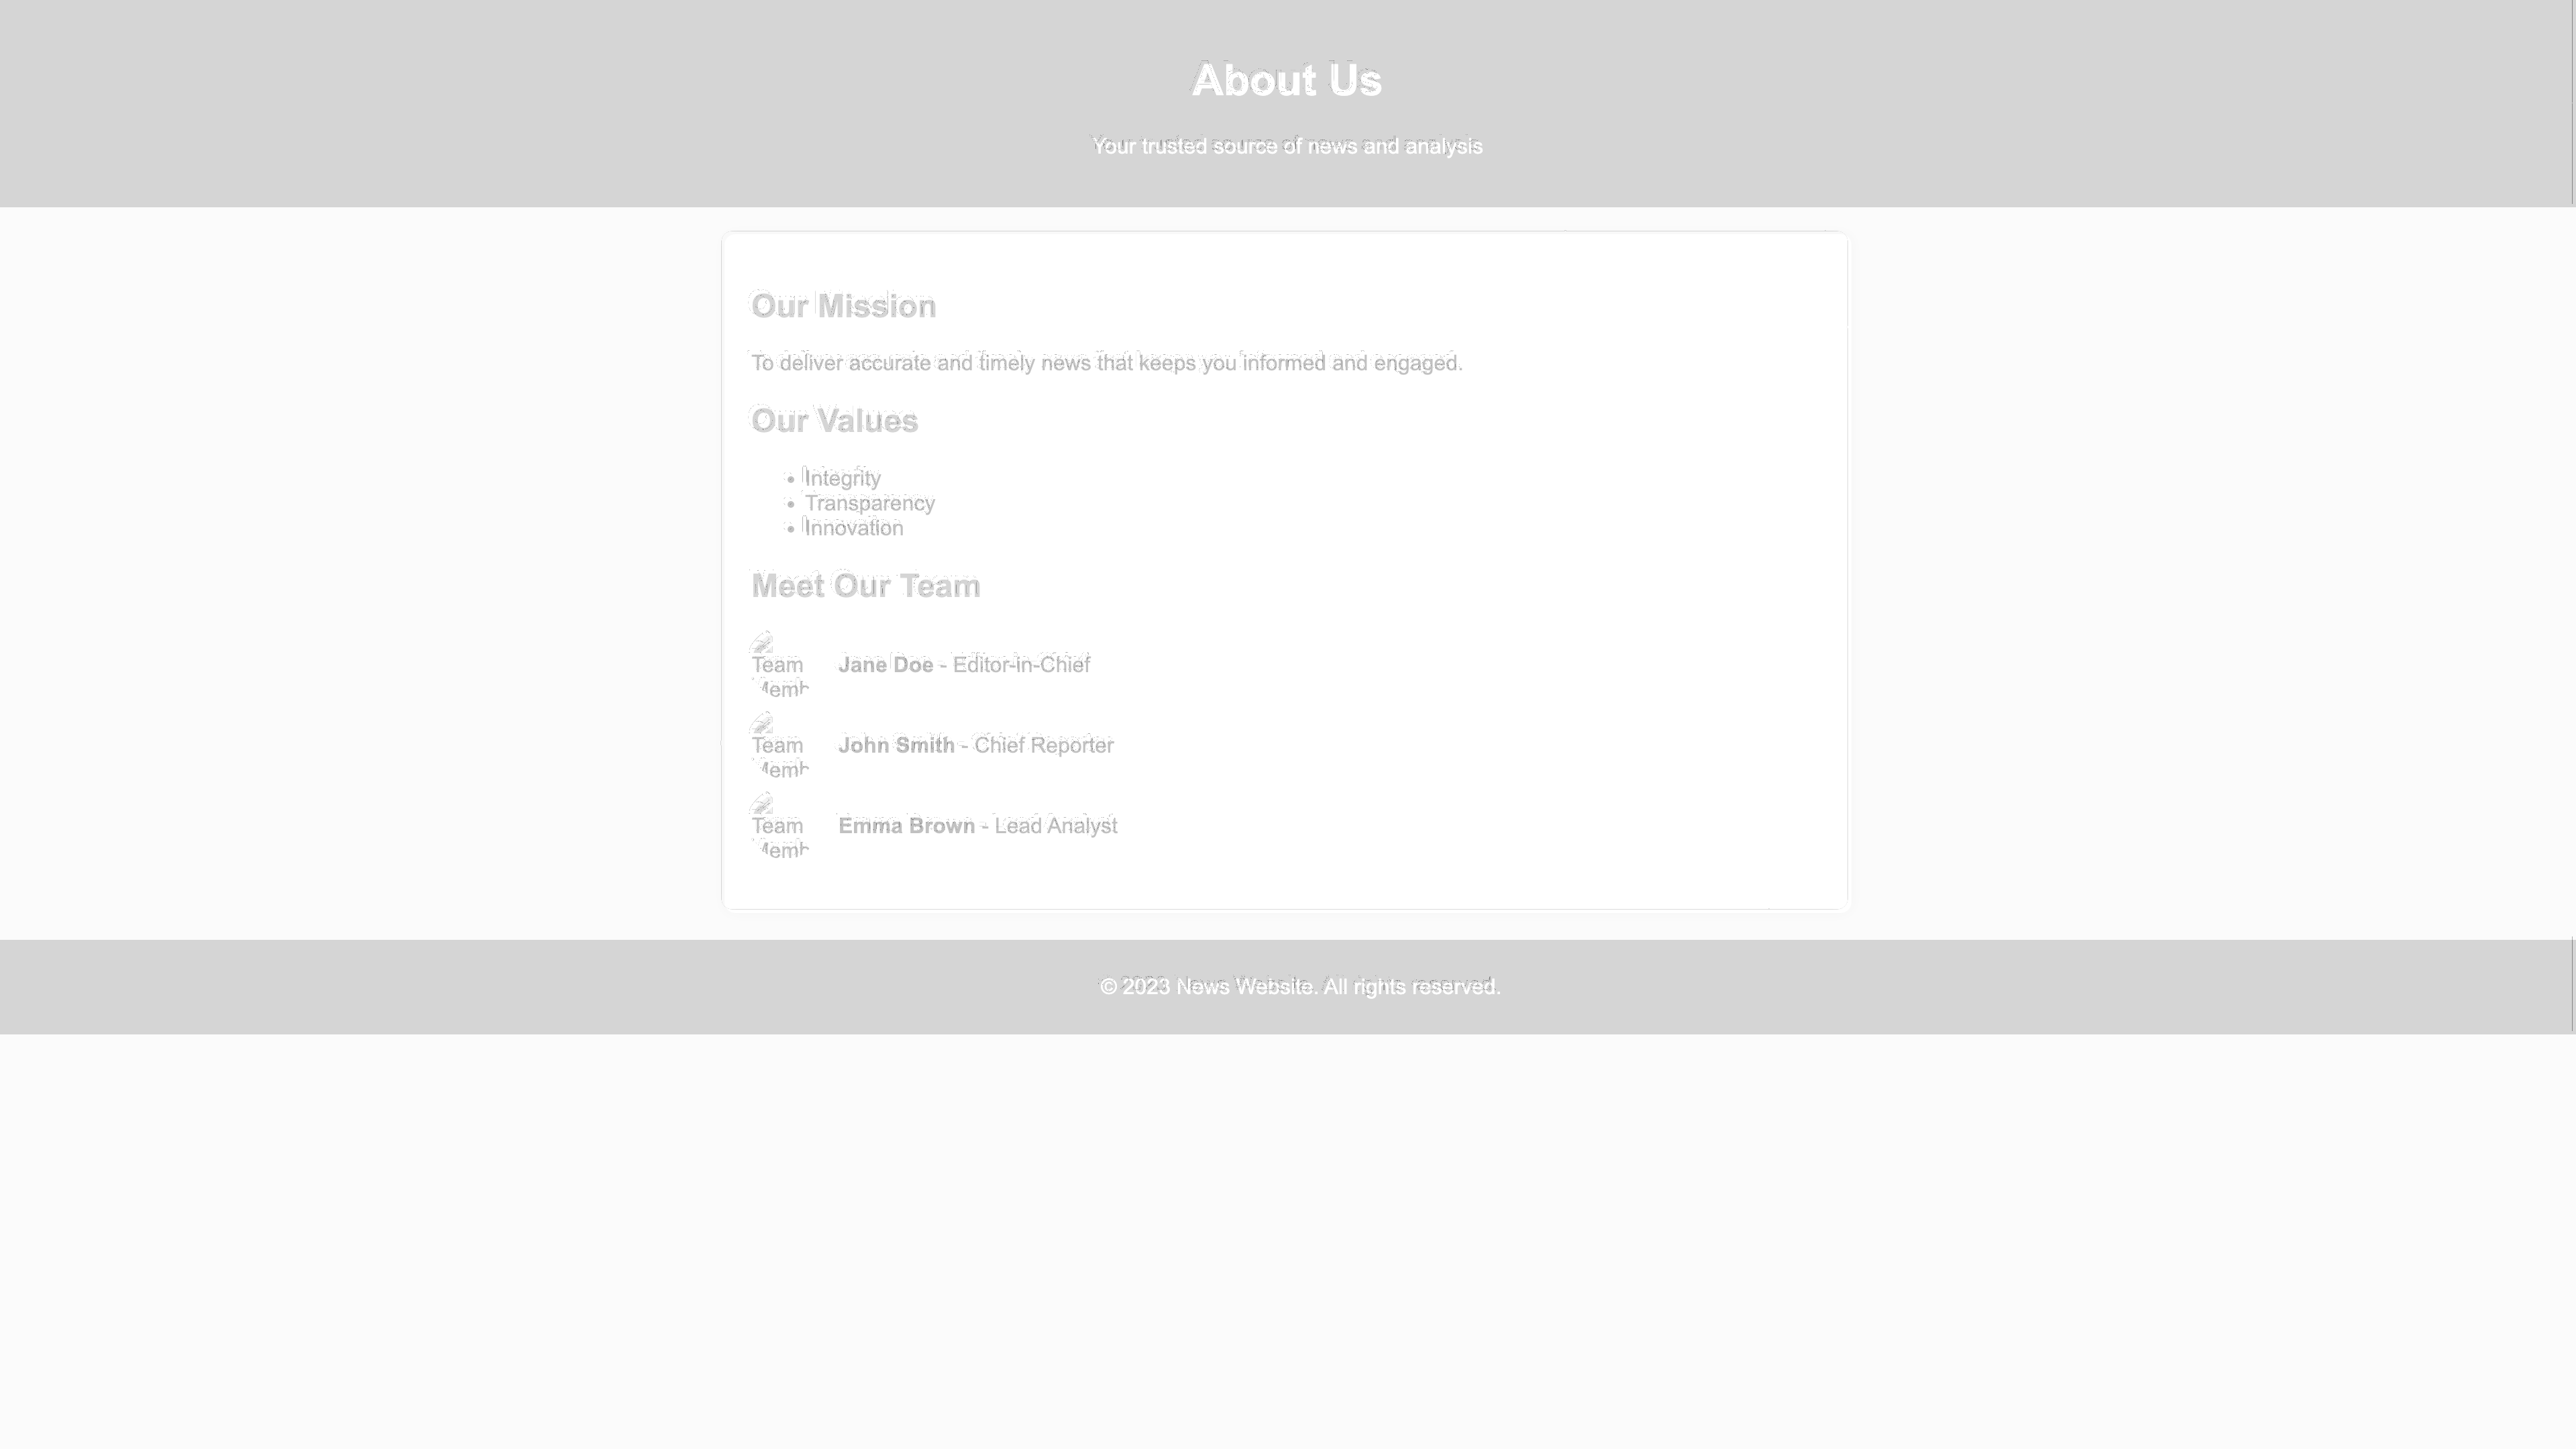 About Us
Your trusted source of news and analysis
Our Mission
To deliver accurate and timely news that keeps you informed and engaged.
Our Values
• Integrity
• Transparency
• Innovation
Meet Our Team
Team
Jane Doe - Editor-in-Chief
Memb
Team
John Smith - Chief Reporter
Memb
Team
Emma Brown - Lead Analyst
Memb
© 2023 News Website. All rights reserved.